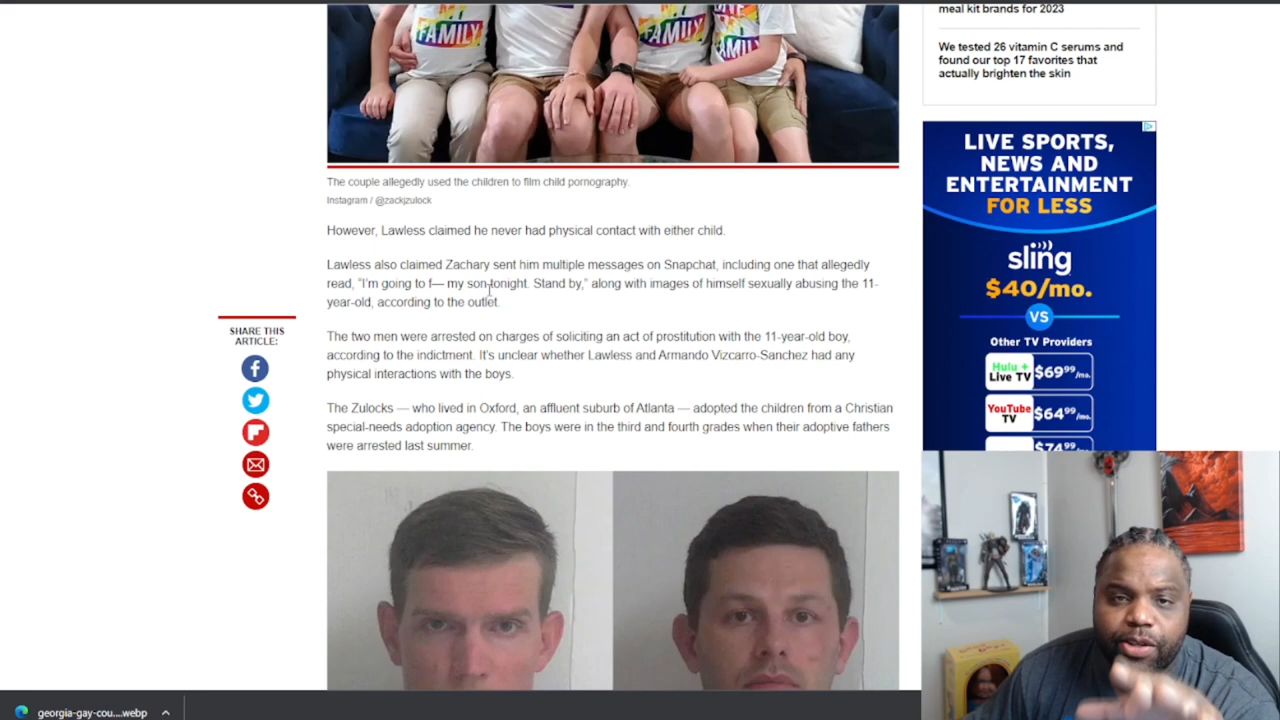 FAMILY
MY
FAMILY
MY
FAMILY
meal kit brands for 2023
We tested 26 vitamin C serums and
found our top 17 favorites that
actually brighten the skin
The couple allegedly used the children to film child pornography.
Instagram / @zackjzulock
However, Lawless claimed he never had physical contact with either child.
Lawless also claimed Zachary sent him multiple messages on Snapchat, including one that allegedly
read, “I’m going to f— my son tonight. Stand by,” along with images of himself sexually abusing the 11-
year-old, according to the outlet.
SHARE THIS
ARTICLE:
The two men were arrested on charges of soliciting an act of prostitution with the 11-year-old boy,
according to the indictment. It’s unclear whether Lawless and Armando Vizcarro-Sanchez had any
physical interactions with the boys.
The Zulocks — who lived in Oxford, an affluent suburb of Atlanta — adopted the children from a Christian
special-needs adoption agency. The boys were in the third and fourth grades when their adoptive fathers
were arrested last summer.
LIVE SPORTS,
NEWS AND
ENTERTAINMENT
FOR LESS
sling
$40/mo.
VS
Other TV Providers
Hulu +
Live TV
$69.99/mo.
YouTube
TV
$64.99/mo.
$74.99
georgia-gay-cou....webp